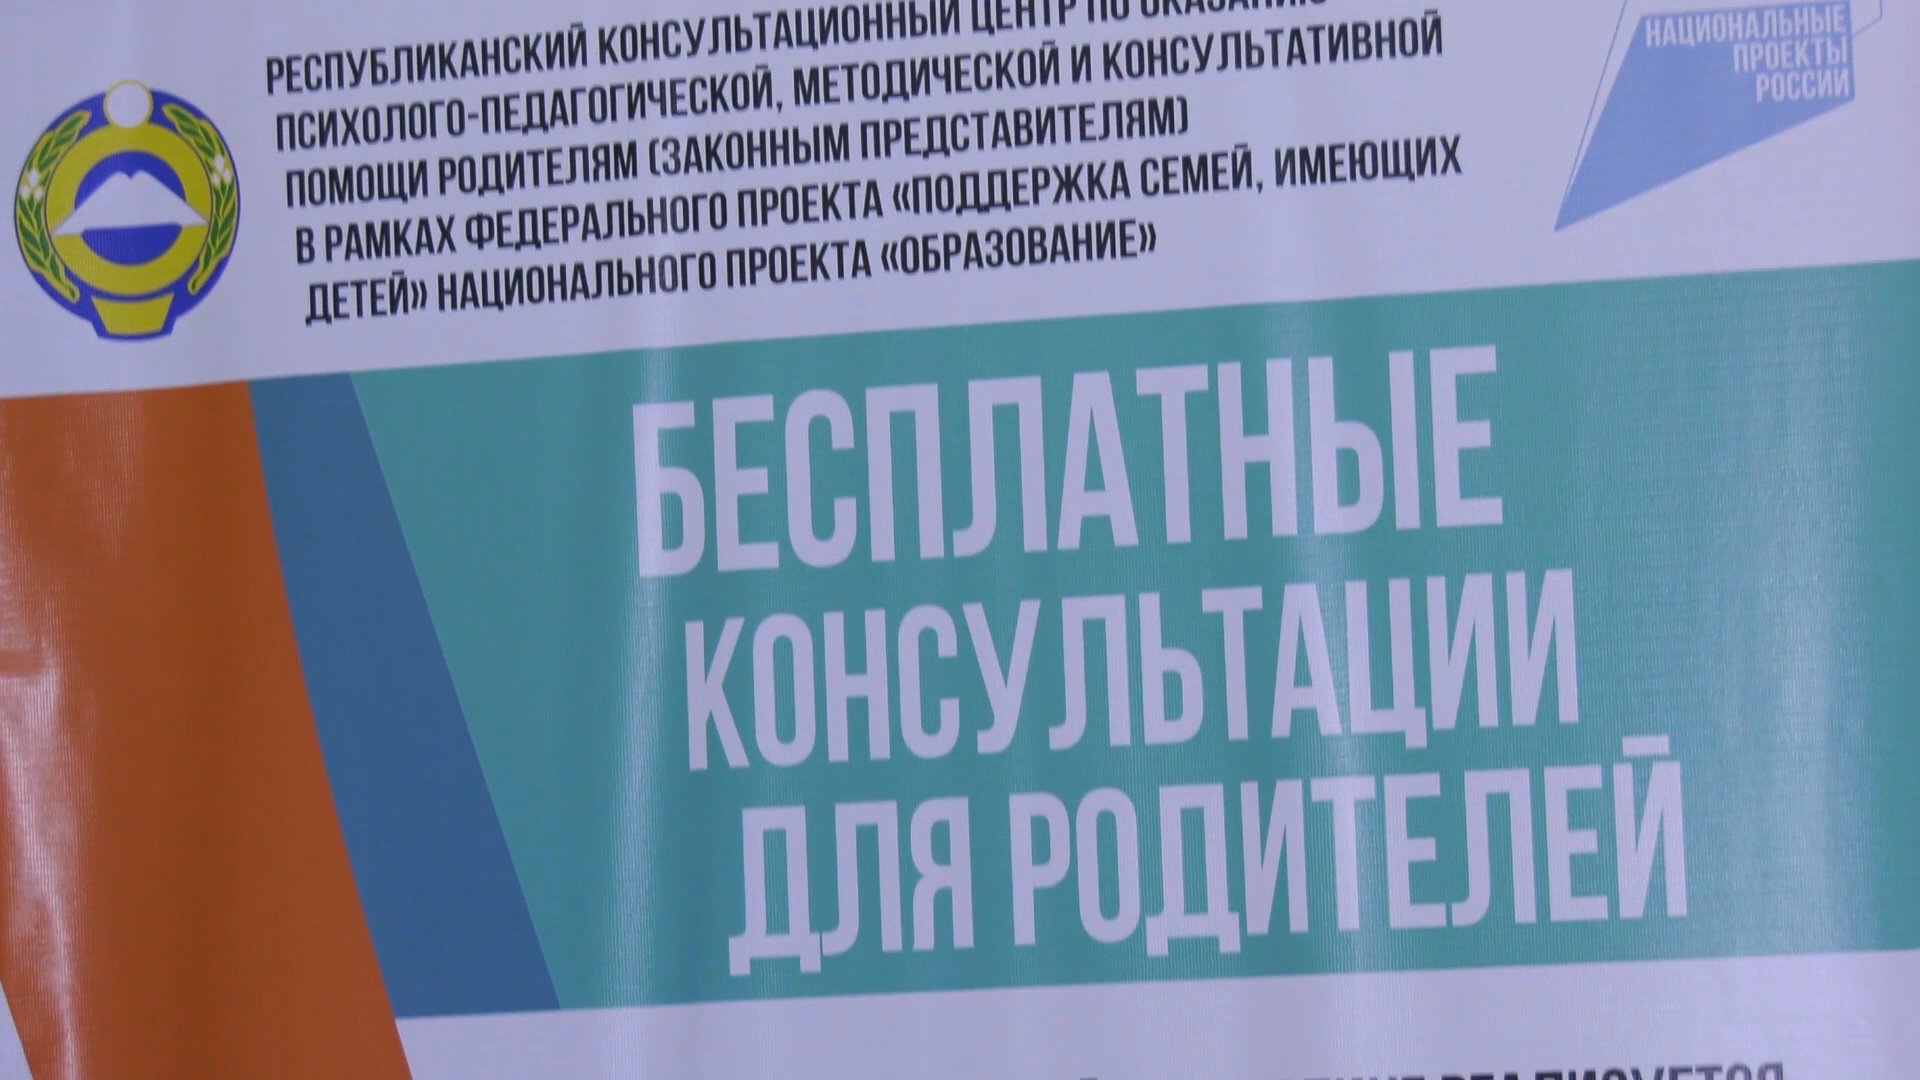 РЕСПУБЛИКАНСКИЙ КОНСУЛЬТАЦИОННЫЙ ЦЕНТР ПО ОКАЗАНИЮ
ПСИХОЛОГО-ПЕДАГОГИЧЕСКОЙ, МЕТОДИЧЕСКОЙ И КОНСУЛЬТАТИВНОЙ
ПОМОЩИ РОДИТЕЛЯМ (ЗАКОННЫМ ПРЕДСТАВИТЕЛЯМ)
В РАМКАХ ФЕДЕРАЛЬНОГО ПРОЕКТА «ПОДДЕРЖКА СЕМЕЙ, ИМЕЮЩИХ
ДЕТЕЙ» НАЦИОНАЛЬНОГО ПРОЕКТА «ОБРАЗОВАНИЕ»
НАЦИОНАЛЬНЫЕ
ПРОЕКТЫ
РОССИИ
БЕСПЛАТНЫЕ
КОНСУЛЬТАЦИИ
ДЛЯ РОДИТЕЛЕЙ